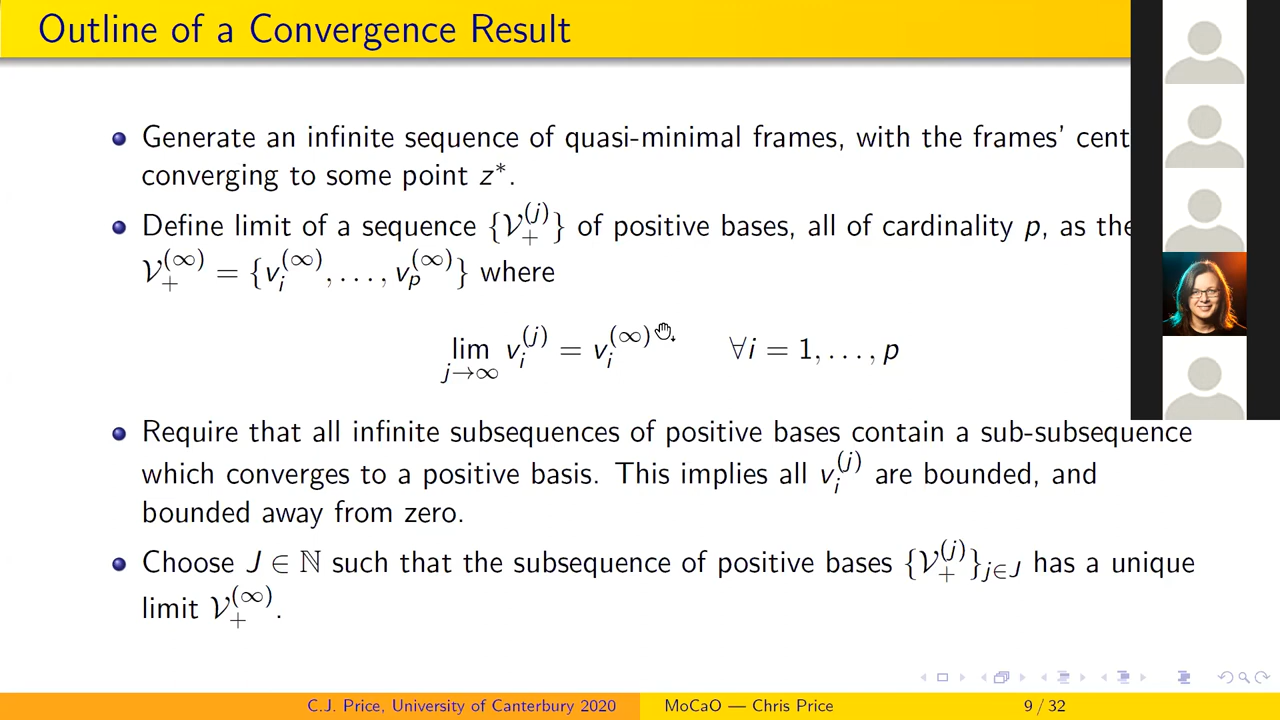 Outline of a Convergence Result
Generate an infinite sequence of quasi-minimal frames, with the frames' cent
converging to some point z*.
Define limit of a sequence {𝒱₊^(j)} of positive bases, all of cardinality p, as the
𝒱₊^(∞) = {v_i^(∞), . . . , v_p^(∞)} where
lim_{j→∞} v_i^(j) = v_i^(∞) ∀i = 1, . . . , p
Require that all infinite subsequences of positive bases contain a sub-subsequence
which converges to a positive basis. This implies all v_i^(j) are bounded, and
bounded away from zero.
Choose J ∈ ℕ such that the subsequence of positive bases {𝒱₊^(j)}_{j∈J} has a unique
limit 𝒱₊^(∞).
C.J. Price, University of Canterbury 2020 MoCaO — Chris Price 9 / 32